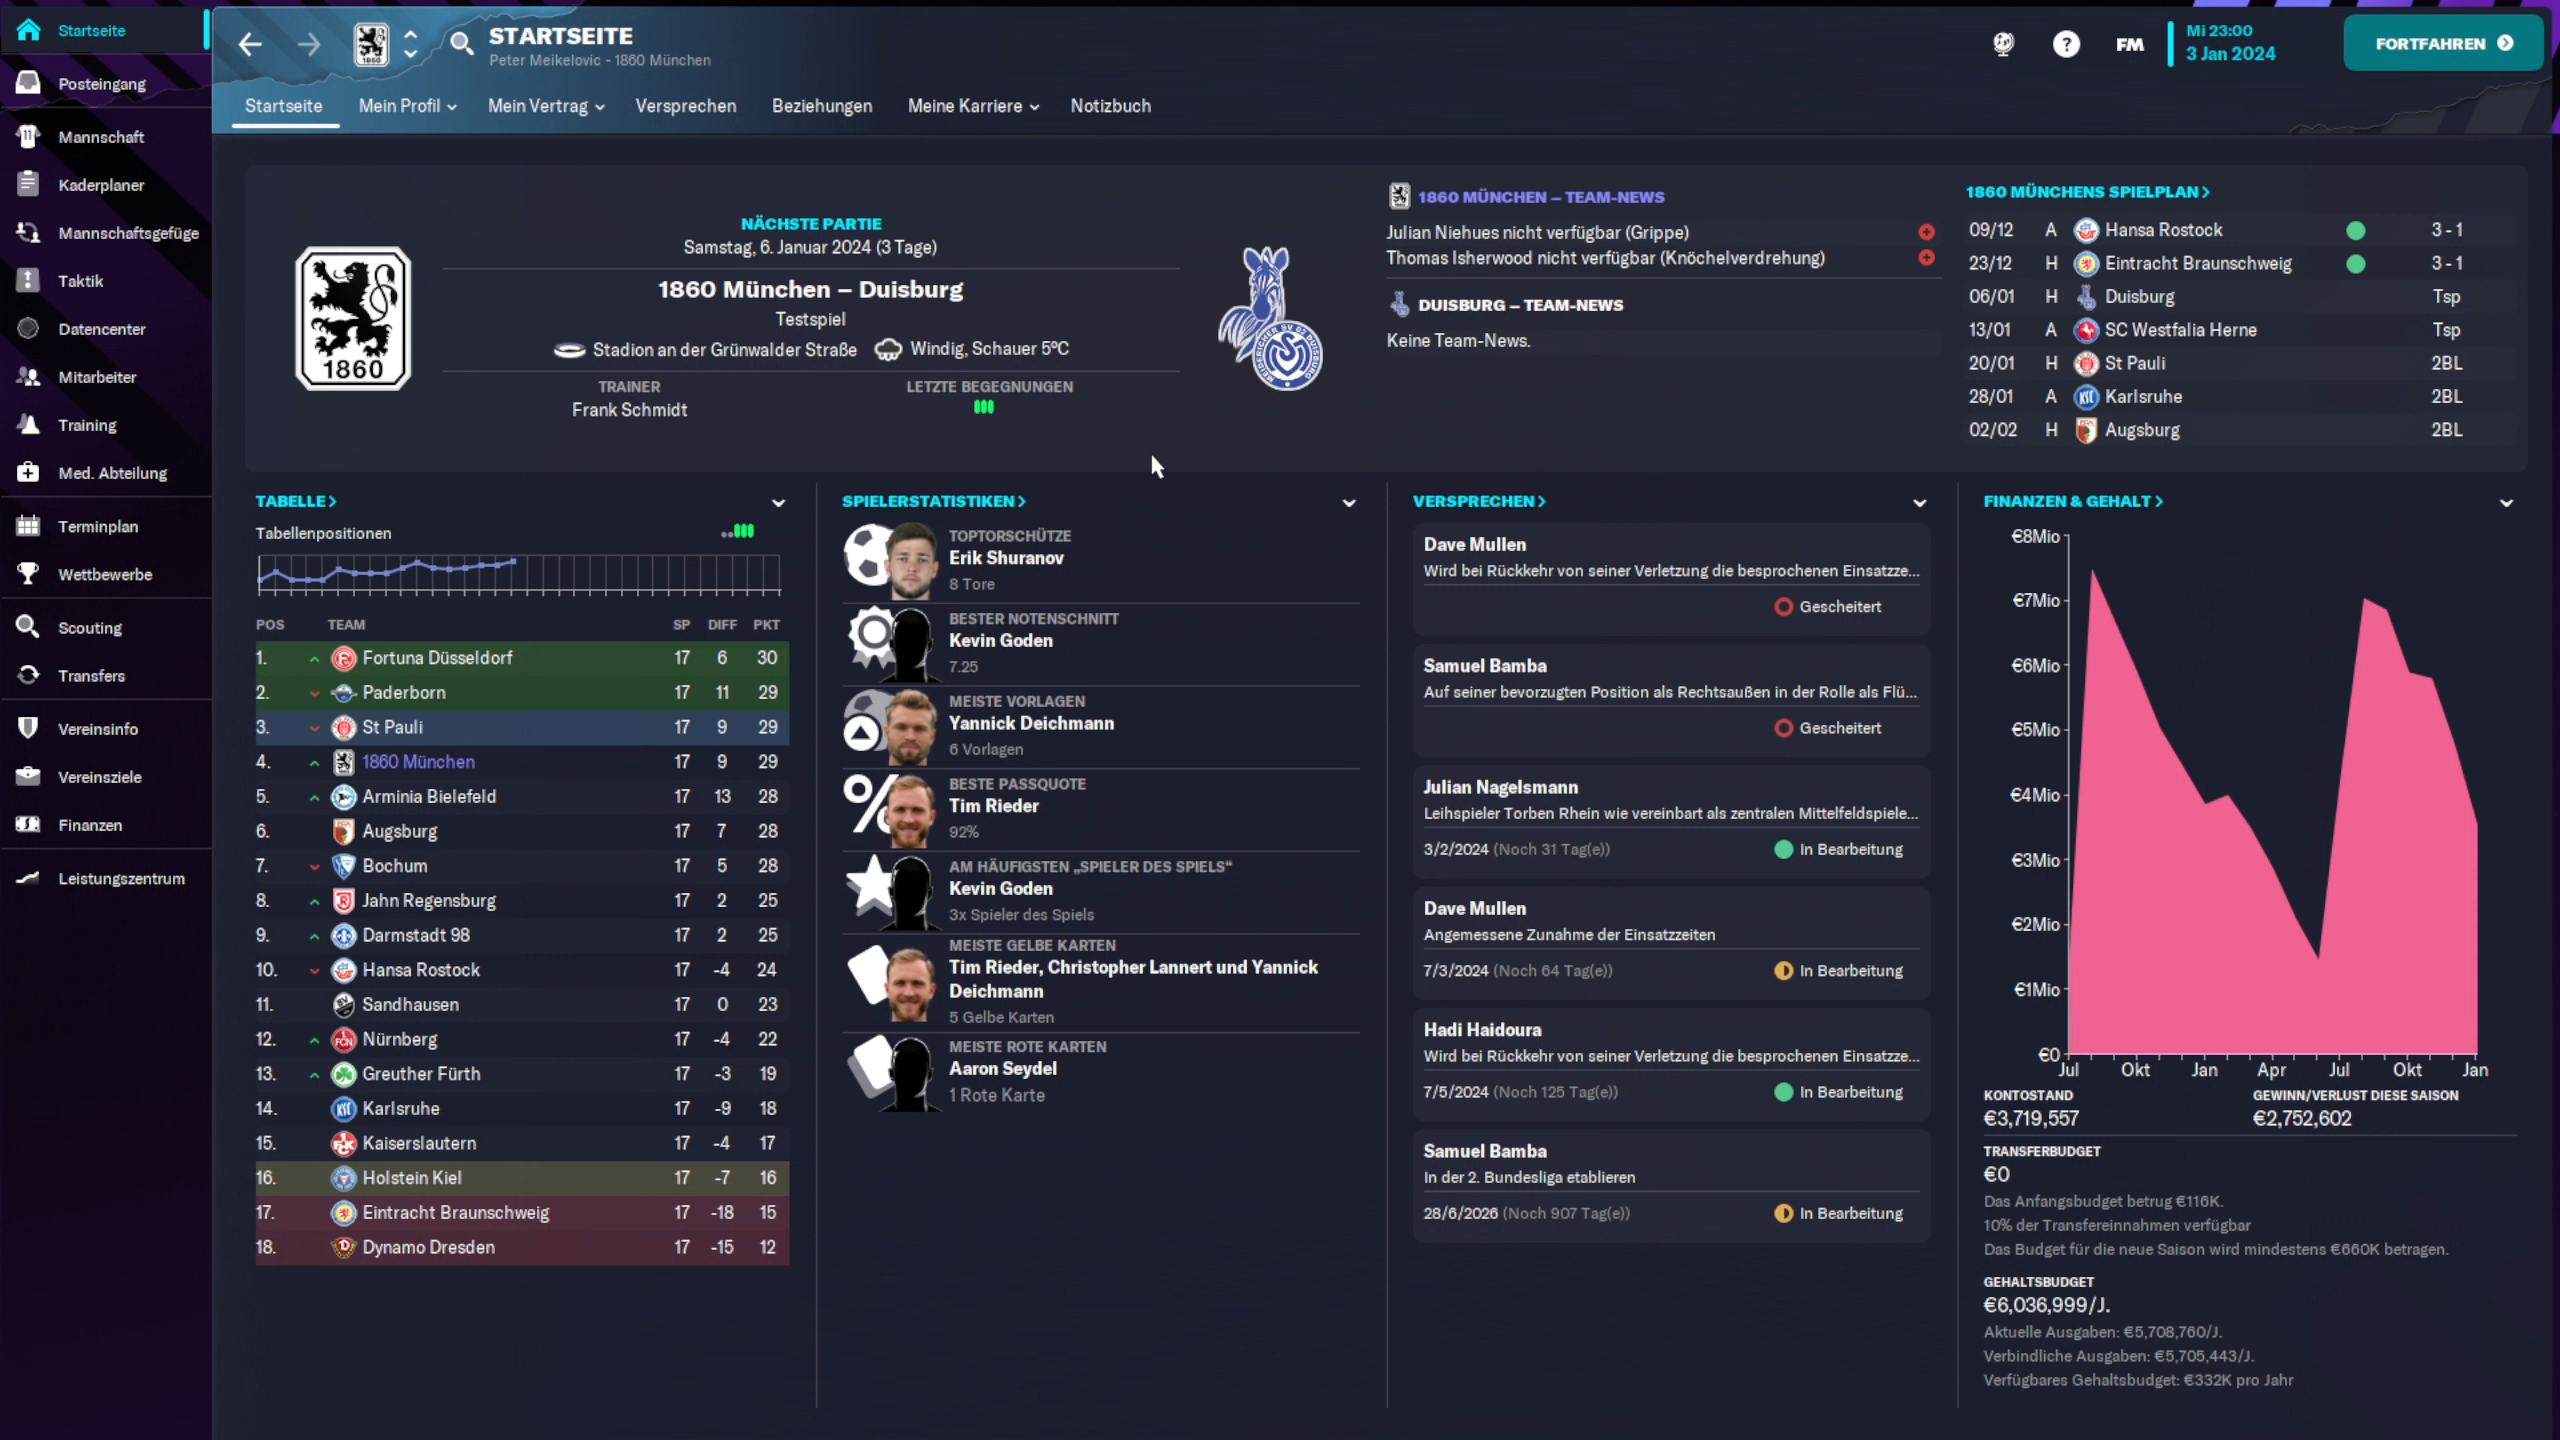 Startseite
Posteingang
Mannschaft
Kaderplaner
Mannschaftsgefüge
Taktik
Datencenter
Mitarbeiter
Training
Med. Abteilung
Terminplan
Wettbewerbe
Scouting
Transfers
Vereinsinfo
Vereinsziele
Finanzen
Leistungszentrum
STARTSEITE
Peter Meikelovic - 1860 München
FM
Mi 23:00
3 Jan 2024
FORTFAHREN
Startseite
Mein Profil
Mein Vertrag
Versprechen
Beziehungen
Meine Karriere
Notizbuch
1860
NÄCHSTE PARTIE
Samstag, 6. Januar 2024 (3 Tage)
1860 München – Duisburg
Testspiel
Stadion an der Grünwalder Straße
Windig, Schauer 5ºC
TRAINER
Frank Schmidt
LETZTE BEGEGNUNGEN
1860 MÜNCHEN – TEAM-NEWS
Julian Niehues nicht verfügbar (Grippe)
Thomas Isherwood nicht verfügbar (Knöchelverdrehung)
DUISBURG – TEAM-NEWS
Keine Team-News.
1860 MÜNCHENS SPIELPLAN
09/12 A Hansa Rostock 3 - 1
23/12 H Eintracht Braunschweig 3 - 1
06/01 H Duisburg Tsp
13/01 A SC Westfalia Herne Tsp
20/01 H St Pauli 2BL
28/01 A Karlsruhe 2BL
02/02 H Augsburg 2BL
TABELLE
Tabellenpositionen
POS TEAM SP DIFF PKT
1. Fortuna Düsseldorf 17 6 30
2. Paderborn 17 11 29
3. St Pauli 17 9 29
4. 1860 München 17 9 29
5. Arminia Bielefeld 17 13 28
6. Augsburg 17 7 28
7. Bochum 17 5 28
8. Jahn Regensburg 17 2 25
9. Darmstadt 98 17 2 25
10. Hansa Rostock 17 -4 24
11. Sandhausen 17 0 23
12. Nürnberg 17 -4 22
13. Greuther Fürth 17 -3 19
14. Karlsruhe 17 -9 18
15. Kaiserslautern 17 -4 17
16. Holstein Kiel 17 -7 16
17. Eintracht Braunschweig 17 -18 15
18. Dynamo Dresden 17 -15 12
SPIELERSTATISTIKEN
TOPTORSCHÜTZE
Erik Shuranov
8 Tore
BESTER NOTENSCHNITT
Kevin Goden
7.25
MEISTE VORLAGEN
Yannick Deichmann
6 Vorlagen
BESTE PASSQUOTE
Tim Rieder
92%
AM HÄUFIGSTEN „SPIELER DES SPIELS“
Kevin Goden
3x Spieler des Spiels
MEISTE GELBE KARTEN
Tim Rieder, Christopher Lannert und Yannick
Deichmann
5 Gelbe Karten
MEISTE ROTE KARTEN
Aaron Seydel
1 Rote Karte
VERSPRECHEN
Dave Mullen
Wird bei Rückkehr von seiner Verletzung die besprochenen Einsatzze...
Gescheitert
Samuel Bamba
Auf seiner bevorzugten Position als Rechtsaußen in der Rolle als Flü...
Gescheitert
Julian Nagelsmann
Leihspieler Torben Rhein wie vereinbart als zentralen Mittelfeldspiele...
3/2/2024 (Noch 31 Tag(e)) In Bearbeitung
Dave Mullen
Angemessene Zunahme der Einsatzzeiten
7/3/2024 (Noch 64 Tag(e)) In Bearbeitung
Hadi Haidoura
Wird bei Rückkehr von seiner Verletzung die besprochenen Einsatzze...
7/5/2024 (Noch 125 Tag(e)) In Bearbeitung
Samuel Bamba
In der 2. Bundesliga etablieren
28/6/2026 (Noch 907 Tag(e)) In Bearbeitung
FINANZEN & GEHALT
€8Mio
€7Mio
€6Mio
€5Mio
€4Mio
€3Mio
€2Mio
€1Mio
€0
Jul Okt Jan Apr Jul Okt Jan
KONTOSTAND
€3,719,557
GEWINN/VERLUST DIESE SAISON
€2,752,602
TRANSFERBUDGET
€0
Das Anfangsbudget betrug €116K.
10% der Transfereinnahmen verfügbar
Das Budget für die neue Saison wird mindestens €660K betragen.
GEHALTSBUDGET
€6,036,999/J.
Aktuelle Ausgaben: €5,708,760/J.
Verbindliche Ausgaben: €5,705,443/J.
Verfügbares Gehaltsbudget: €332K pro Jahr